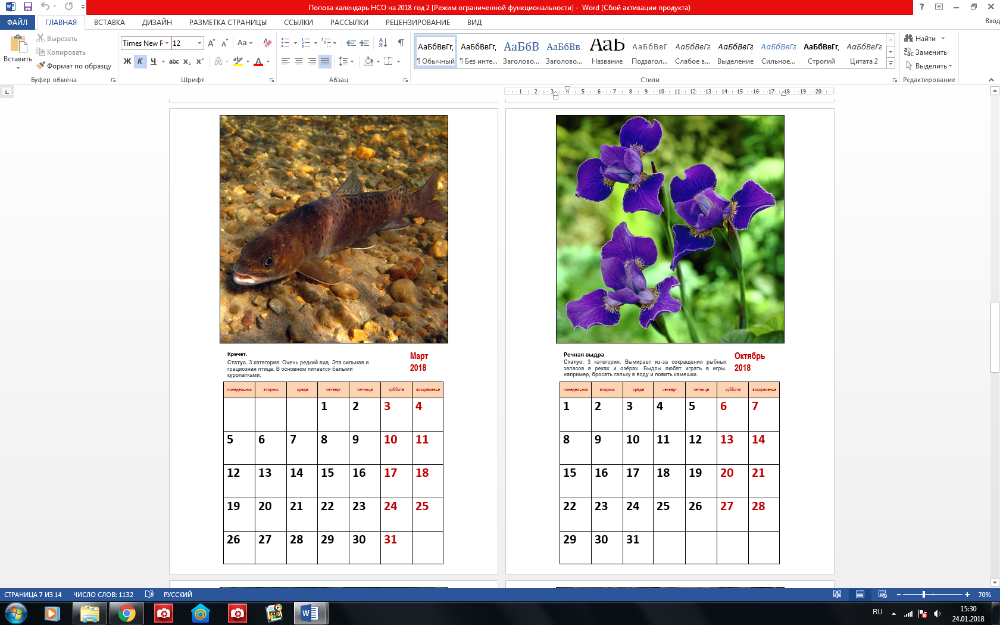 Попова календарь НСО на 2018 год 2 [Режим ограниченной функциональности] - Word (Сбой активации продукта)
ФАЙЛ ГЛАВНАЯ ВСТАВКА ДИЗАЙН РАЗМЕТКА СТРАНИЦЫ ССЫЛКИ РАССЫЛКИ РЕЦЕНЗИРОВАНИЕ ВИД Вход
Вставить
Вырезать
Копировать
Формат по образцу
Буфер обмена
Times New R 12
Ж К Ч abc x₂ x²
Шрифт
Абзац
АаБбВвГг, АаБбВвГг, АаБбВ АаБбВв: АаБ АаБбВвГ АаБбВвГг АаБбВвГг АаБбВвГг АаБбВвГг, АаБбВвГг
¶ Обычный ¶ Без инте... Заголово... Заголово... Название Подзагол... Слабое в... Выделение Сильное... Строгий Цитата 2
Стили
Найти
Заменить
Выделить
Редактирование
1 2 3 4 5 6 7 8 9 10 11 12 13 14 15 16 17 18 19 20
Кречет.
Статус. 3 категория. Очень редкий вид. Эта сильная и
грациозная птица. В основном питается белыми
куропатками.
Март
2018
понедельник вторник среда четверг пятница суббота воскресенье
1 2 3 4
5 6 7 8 9 10 11
12 13 14 15 16 17 18
19 20 21 22 23 24 25
26 27 28 29 30 31
Речная выдра
Статус. 3 категория. Вымирает из-за сокращения рыбных
запасов в реках и озёрах. Выдры любят играть в игры,
например, бросать гальку в воду и ловить камешки.
Октябрь
2018
понедельник вторник среда четверг пятница суббота воскресенье
1 2 3 4 5 6 7
8 9 10 11 12 13 14
15 16 17 18 19 20 21
22 23 24 25 26 27 28
29 30 31
СТРАНИЦА 7 ИЗ 14 ЧИСЛО СЛОВ: 1132 РУССКИЙ 70%
RU 15:30
24.01.2018